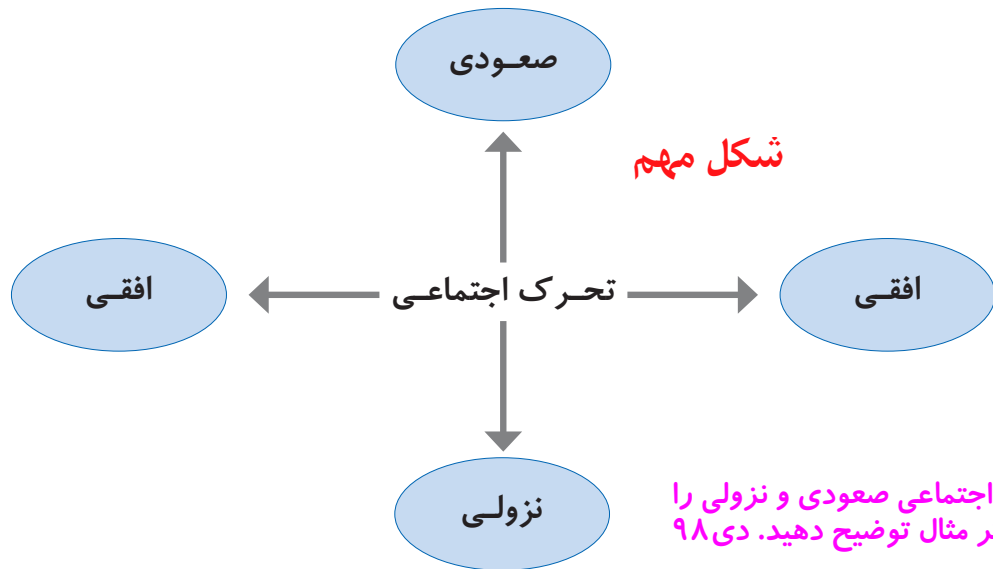 صعـودی
شکل مهم
افقـی
تحـرک اجتماعـی
افقـی
نزولـی
اجتماعی صعودی و نزولی را
ر مثال توضیح دهید. دی۹۸